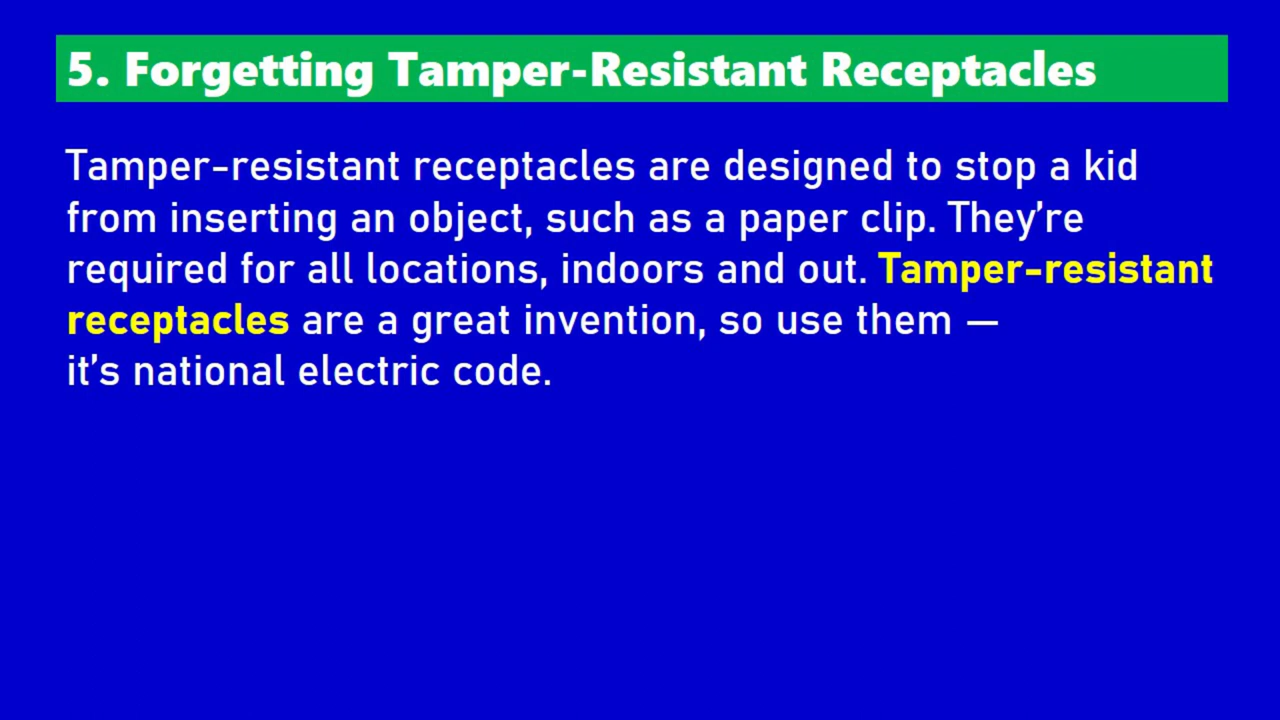 5. Forgetting Tamper-Resistant Receptacles
Tamper-resistant receptacles are designed to stop a kid
from inserting an object, such as a paper clip. They’re
required for all locations, indoors and out. Tamper-resistant
receptacles are a great invention, so use them —
it’s national electric code.